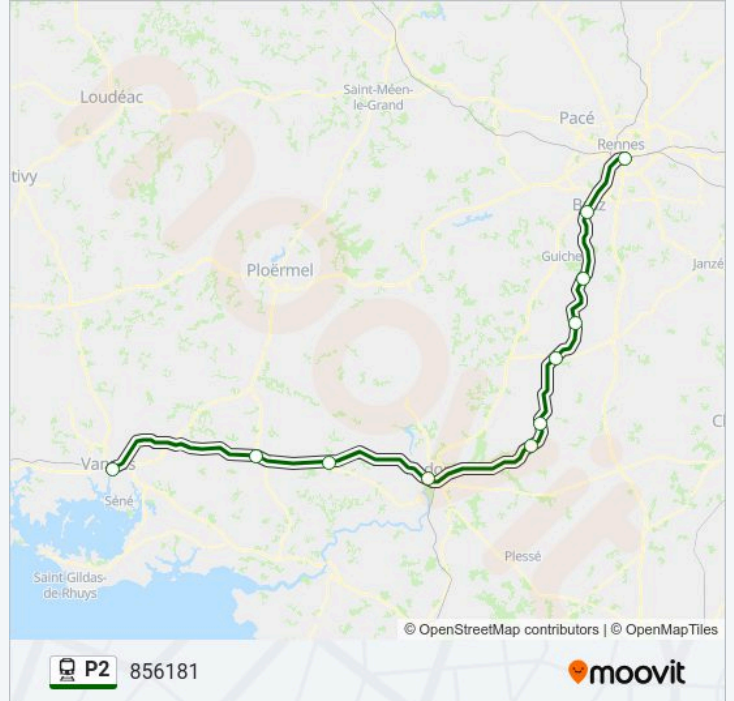 Loudéac
Saint-Méen-
le-Grand
Pacé
Rennes
tivy
Guiche
Janzé
Ploërmel
Séné
Plessé
Saint-Gildas-
de-Rhuys
© OpenStreetMap contributors | © OpenMapTiles
P2 856181
moovit